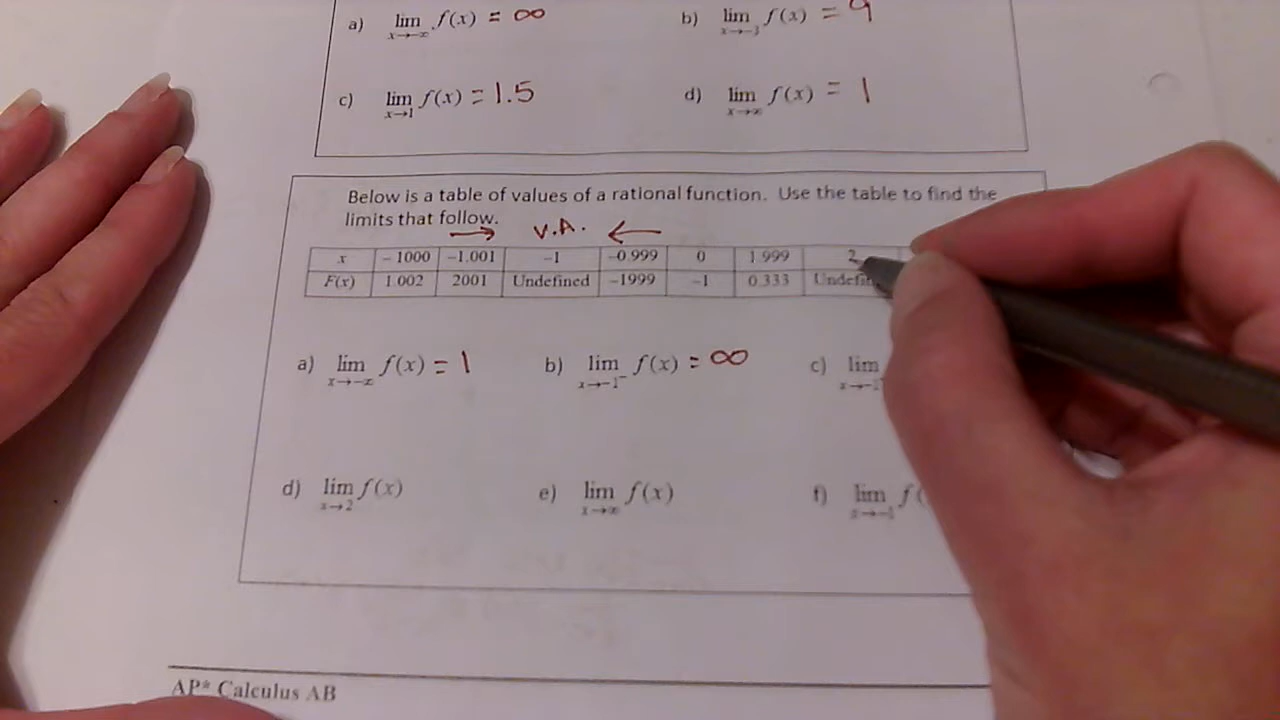 a) lim x→-∞ f(x) = ∞ b) lim x→-3 f(x) = 9
c) lim x→1 f(x) = 1.5 d) lim x→∞ f(x) = 1
Below is a table of values of a rational function. Use the table to find the
limits that follow.
→ V.A. ←
x -1000 -1.001 -1 -0.999 0 1.999 2
F(x) 1.002 2001 Undefined -1999 -1 0.333
a) lim x→-∞ f(x) = 1 b) lim x→-1⁻ f(x) = ∞ c) lim
d) lim x→2 f(x) e) lim x→∞ f(x) f) lim x→-1 f(
AP* Calculus AB